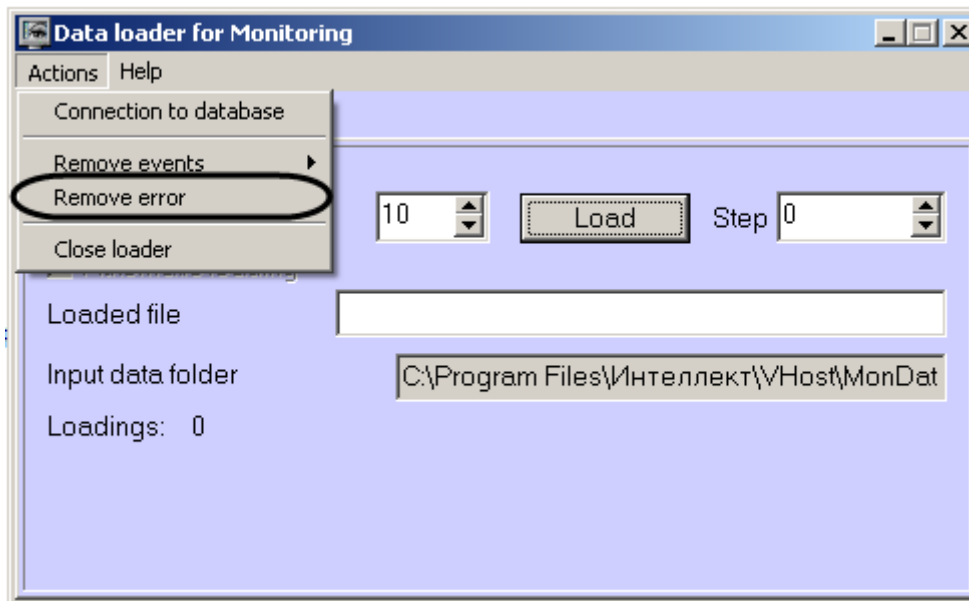 Data loader for Monitoring
Actions Help
Connection to database
Remove events
Remove error
10 Load Step 0
Close loader
Loaded file
Input data folder C:\Program Files\Интеллект\VHost\MonDat
Loadings: 0